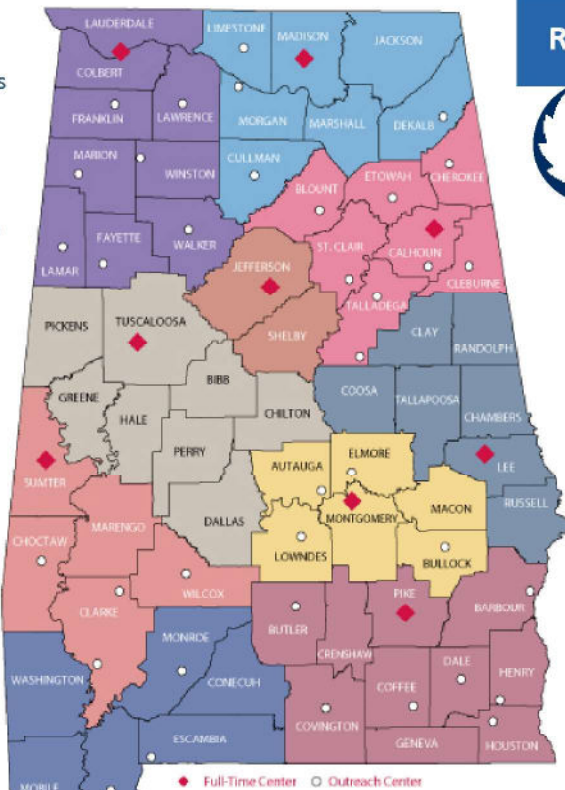 LAUDERDALE
LIMESTONE
MADISON
JACKSON
R
COLBERT
s
FRANKLIN
LAWRENCE
MORGAN
MARSHALL
DEKALB
MARION
WINSTON
CULLMAN
BLOUNT
ETOWAH
CHEROKEE
LAMAR
FAYETTE
WALKER
JEFFERSON
ST. CLAIR
CALHOUN
CLEBURNE
TALLADEGA
PICKENS
TUSCALOOSA
SHELBY
CLAY
RANDOLPH
GREENE
HALE
BIBB
CHILTON
COOSA
TALLAPOOSA
CHAMBERS
SUMTER
PERRY
AUTAUGA
ELMORE
LEE
RUSSELL
MARENGO
DALLAS
MONTGOMERY
MACON
CHOCTAW
LOWNDES
BULLOCK
CLARKE
WILCOX
PIKE
BARBOUR
WASHINGTON
MONROE
CONECUH
BUTLER
CRENSHAW
COFFEE
DALE
HENRY
COVINGTON
ESCAMBIA
GENEVA
HOUSTON
MOBILE
Full-Time Center
Outreach Center